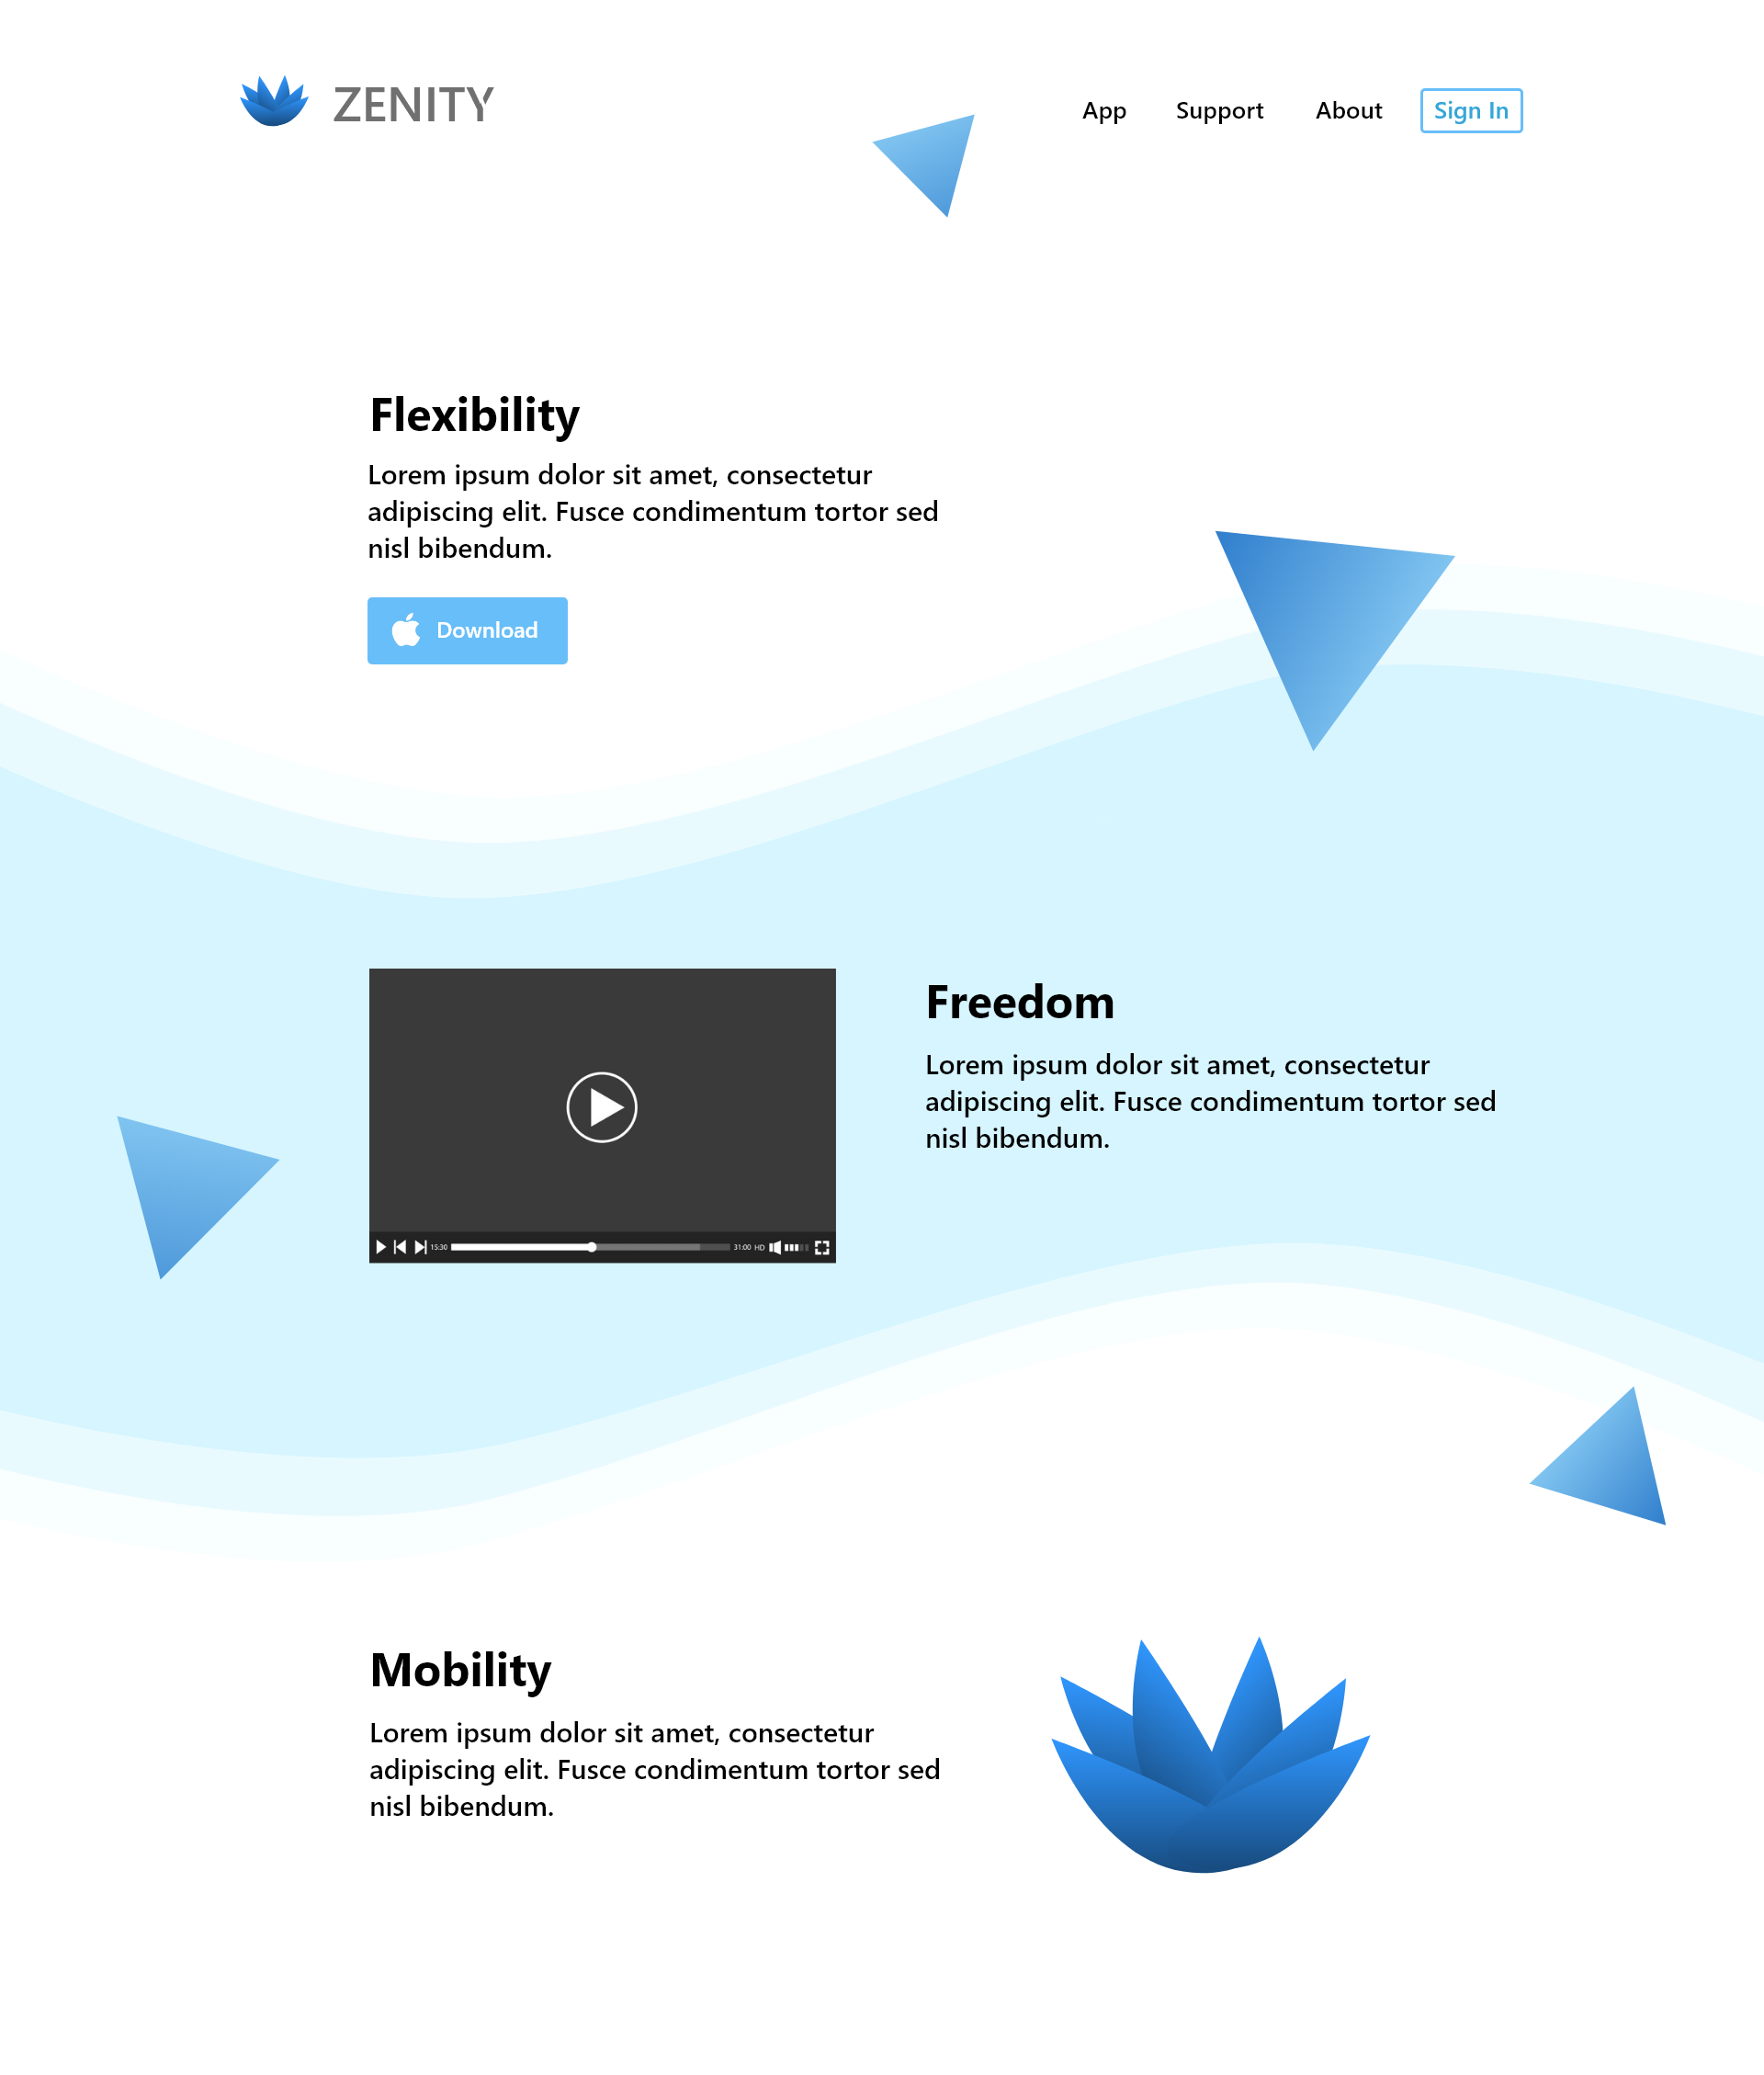 ZENITY
App Support About Sign In
Flexibility
Lorem ipsum dolor sit amet, consectetur
adipiscing elit. Fusce condimentum tortor sed
nisl bibendum.
Download
Freedom
Lorem ipsum dolor sit amet, consectetur
adipiscing elit. Fusce condimentum tortor sed
nisl bibendum.
15:30 31:00 HD
Mobility
Lorem ipsum dolor sit amet, consectetur
adipiscing elit. Fusce condimentum tortor sed
nisl bibendum.